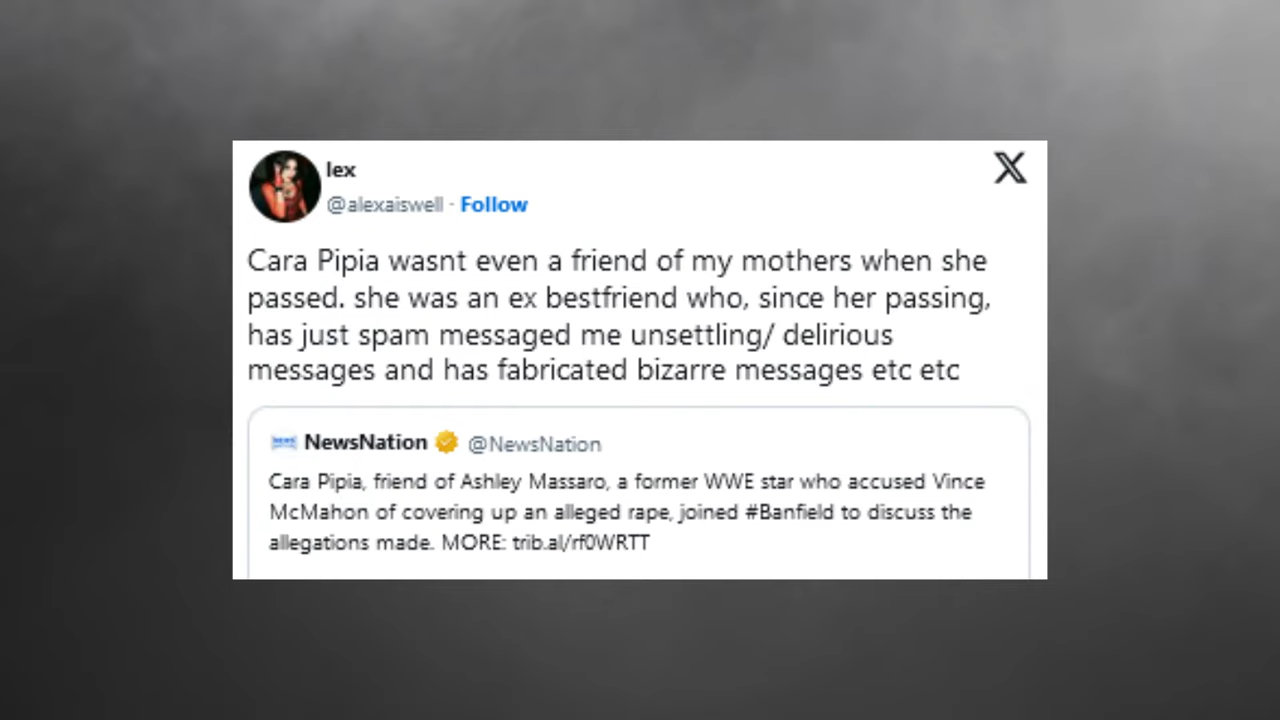 lex
@alexaiswell · Follow
Cara Pipia wasnt even a friend of my mothers when she
passed. she was an ex bestfriend who, since her passing,
has just spam messaged me unsettling/ delirious
messages and has fabricated bizarre messages etc etc
NewsNation @NewsNation
Cara Pipia, friend of Ashley Massaro, a former WWE star who accused Vince
McMahon of covering up an alleged rape, joined #Banfield to discuss the
allegations made. MORE: trib.al/rf0WRTT